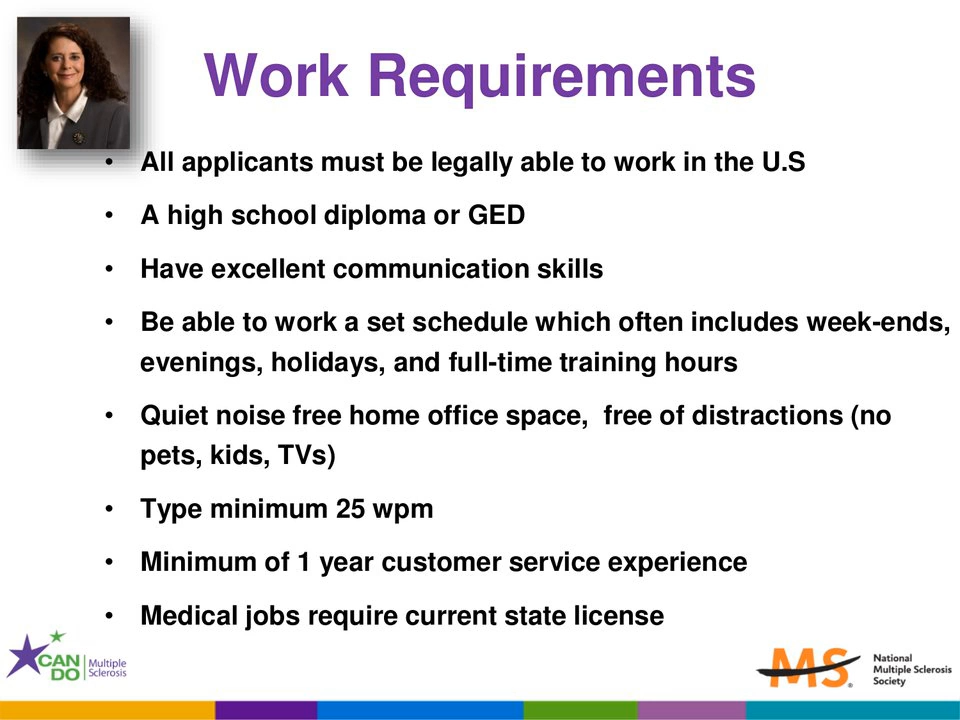 Work Requirements
• All applicants must be legally able to work in the U.S
• A high school diploma or GED
• Have excellent communication skills
• Be able to work a set schedule which often includes week-ends,
evenings, holidays, and full-time training hours
• Quiet noise free home office space,  free of distractions (no
pets, kids, TVs)
• Type minimum 25 wpm
• Minimum of 1 year customer service experience
• Medical jobs require current state license
CAN DO
Multiple
Sclerosis
MS
National
Multiple Sclerosis
Society